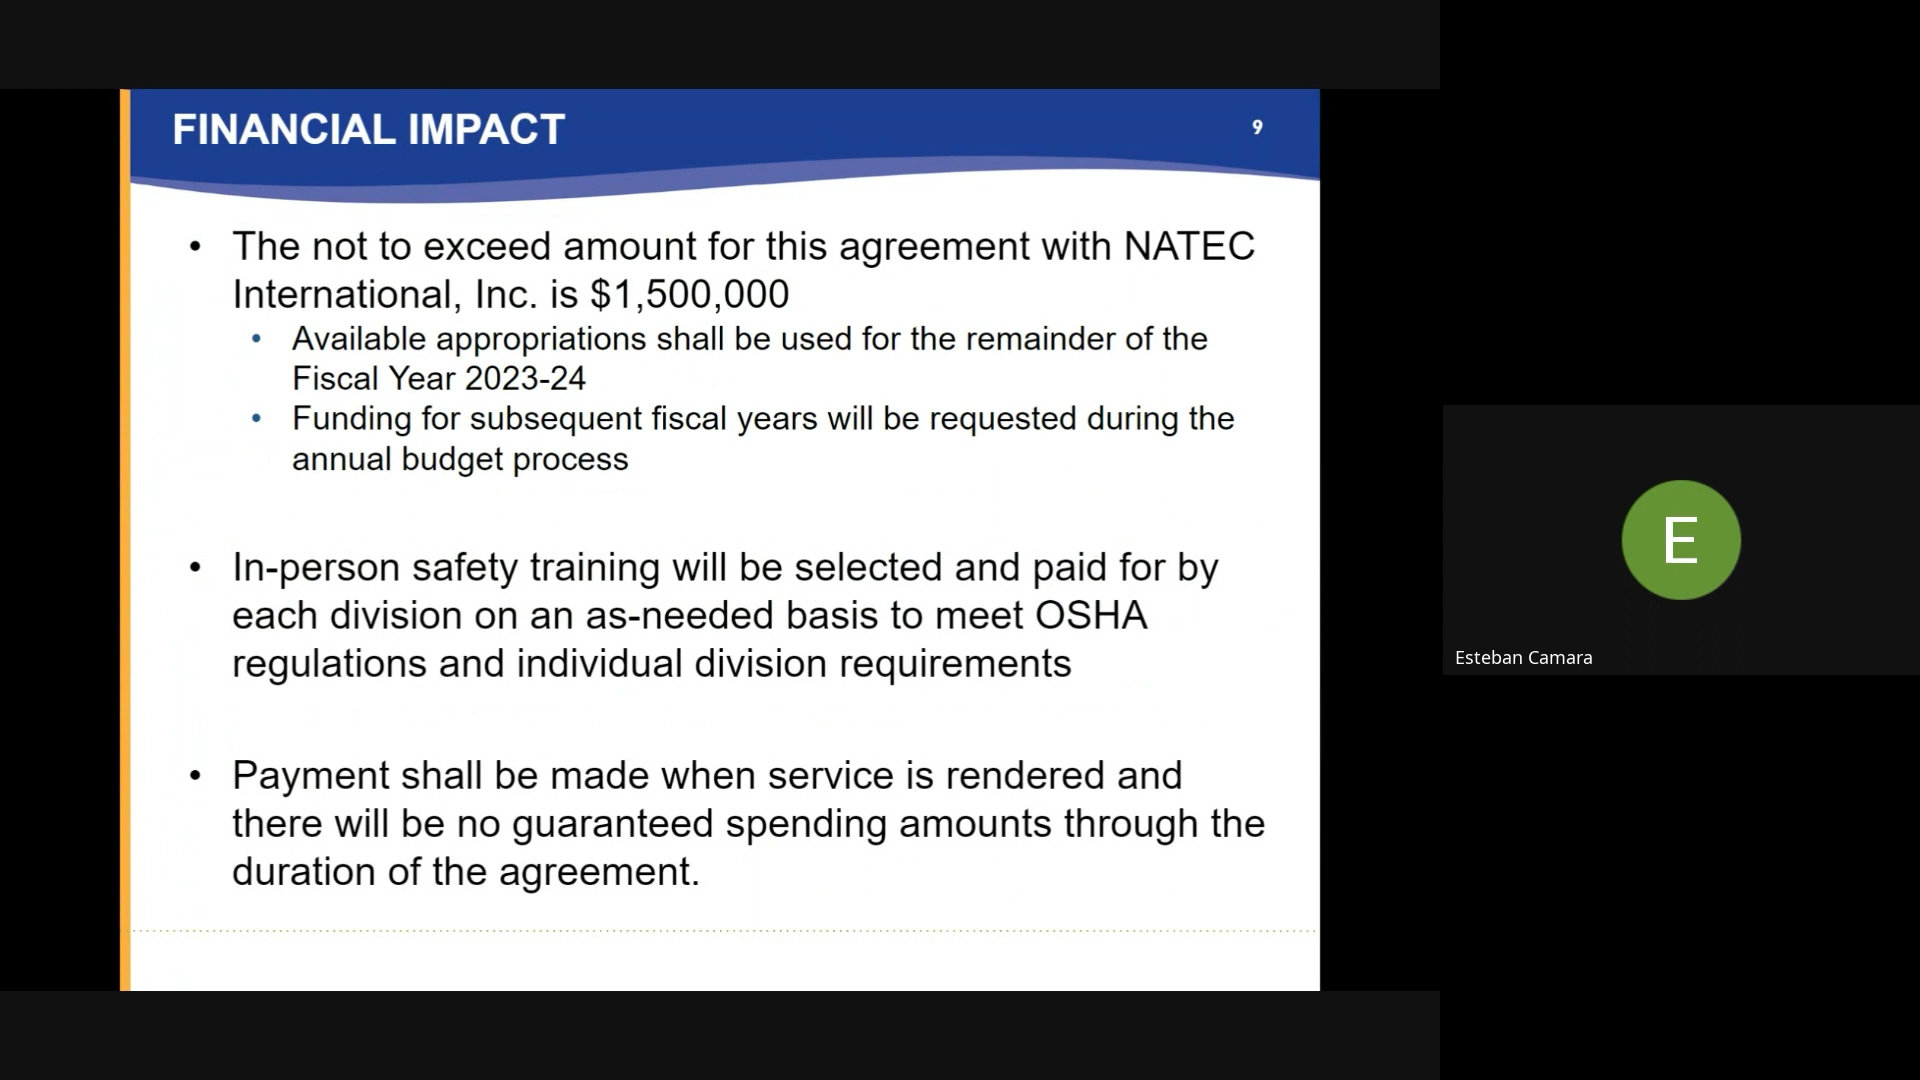 FINANCIAL IMPACT
9
• The not to exceed amount for this agreement with NATEC
International, Inc. is $1,500,000
• Available appropriations shall be used for the remainder of the
Fiscal Year 2023-24
• Funding for subsequent fiscal years will be requested during the
annual budget process
• In-person safety training will be selected and paid for by
each division on an as-needed basis to meet OSHA
regulations and individual division requirements
• Payment shall be made when service is rendered and
there will be no guaranteed spending amounts through the
duration of the agreement.
E
Esteban Camara